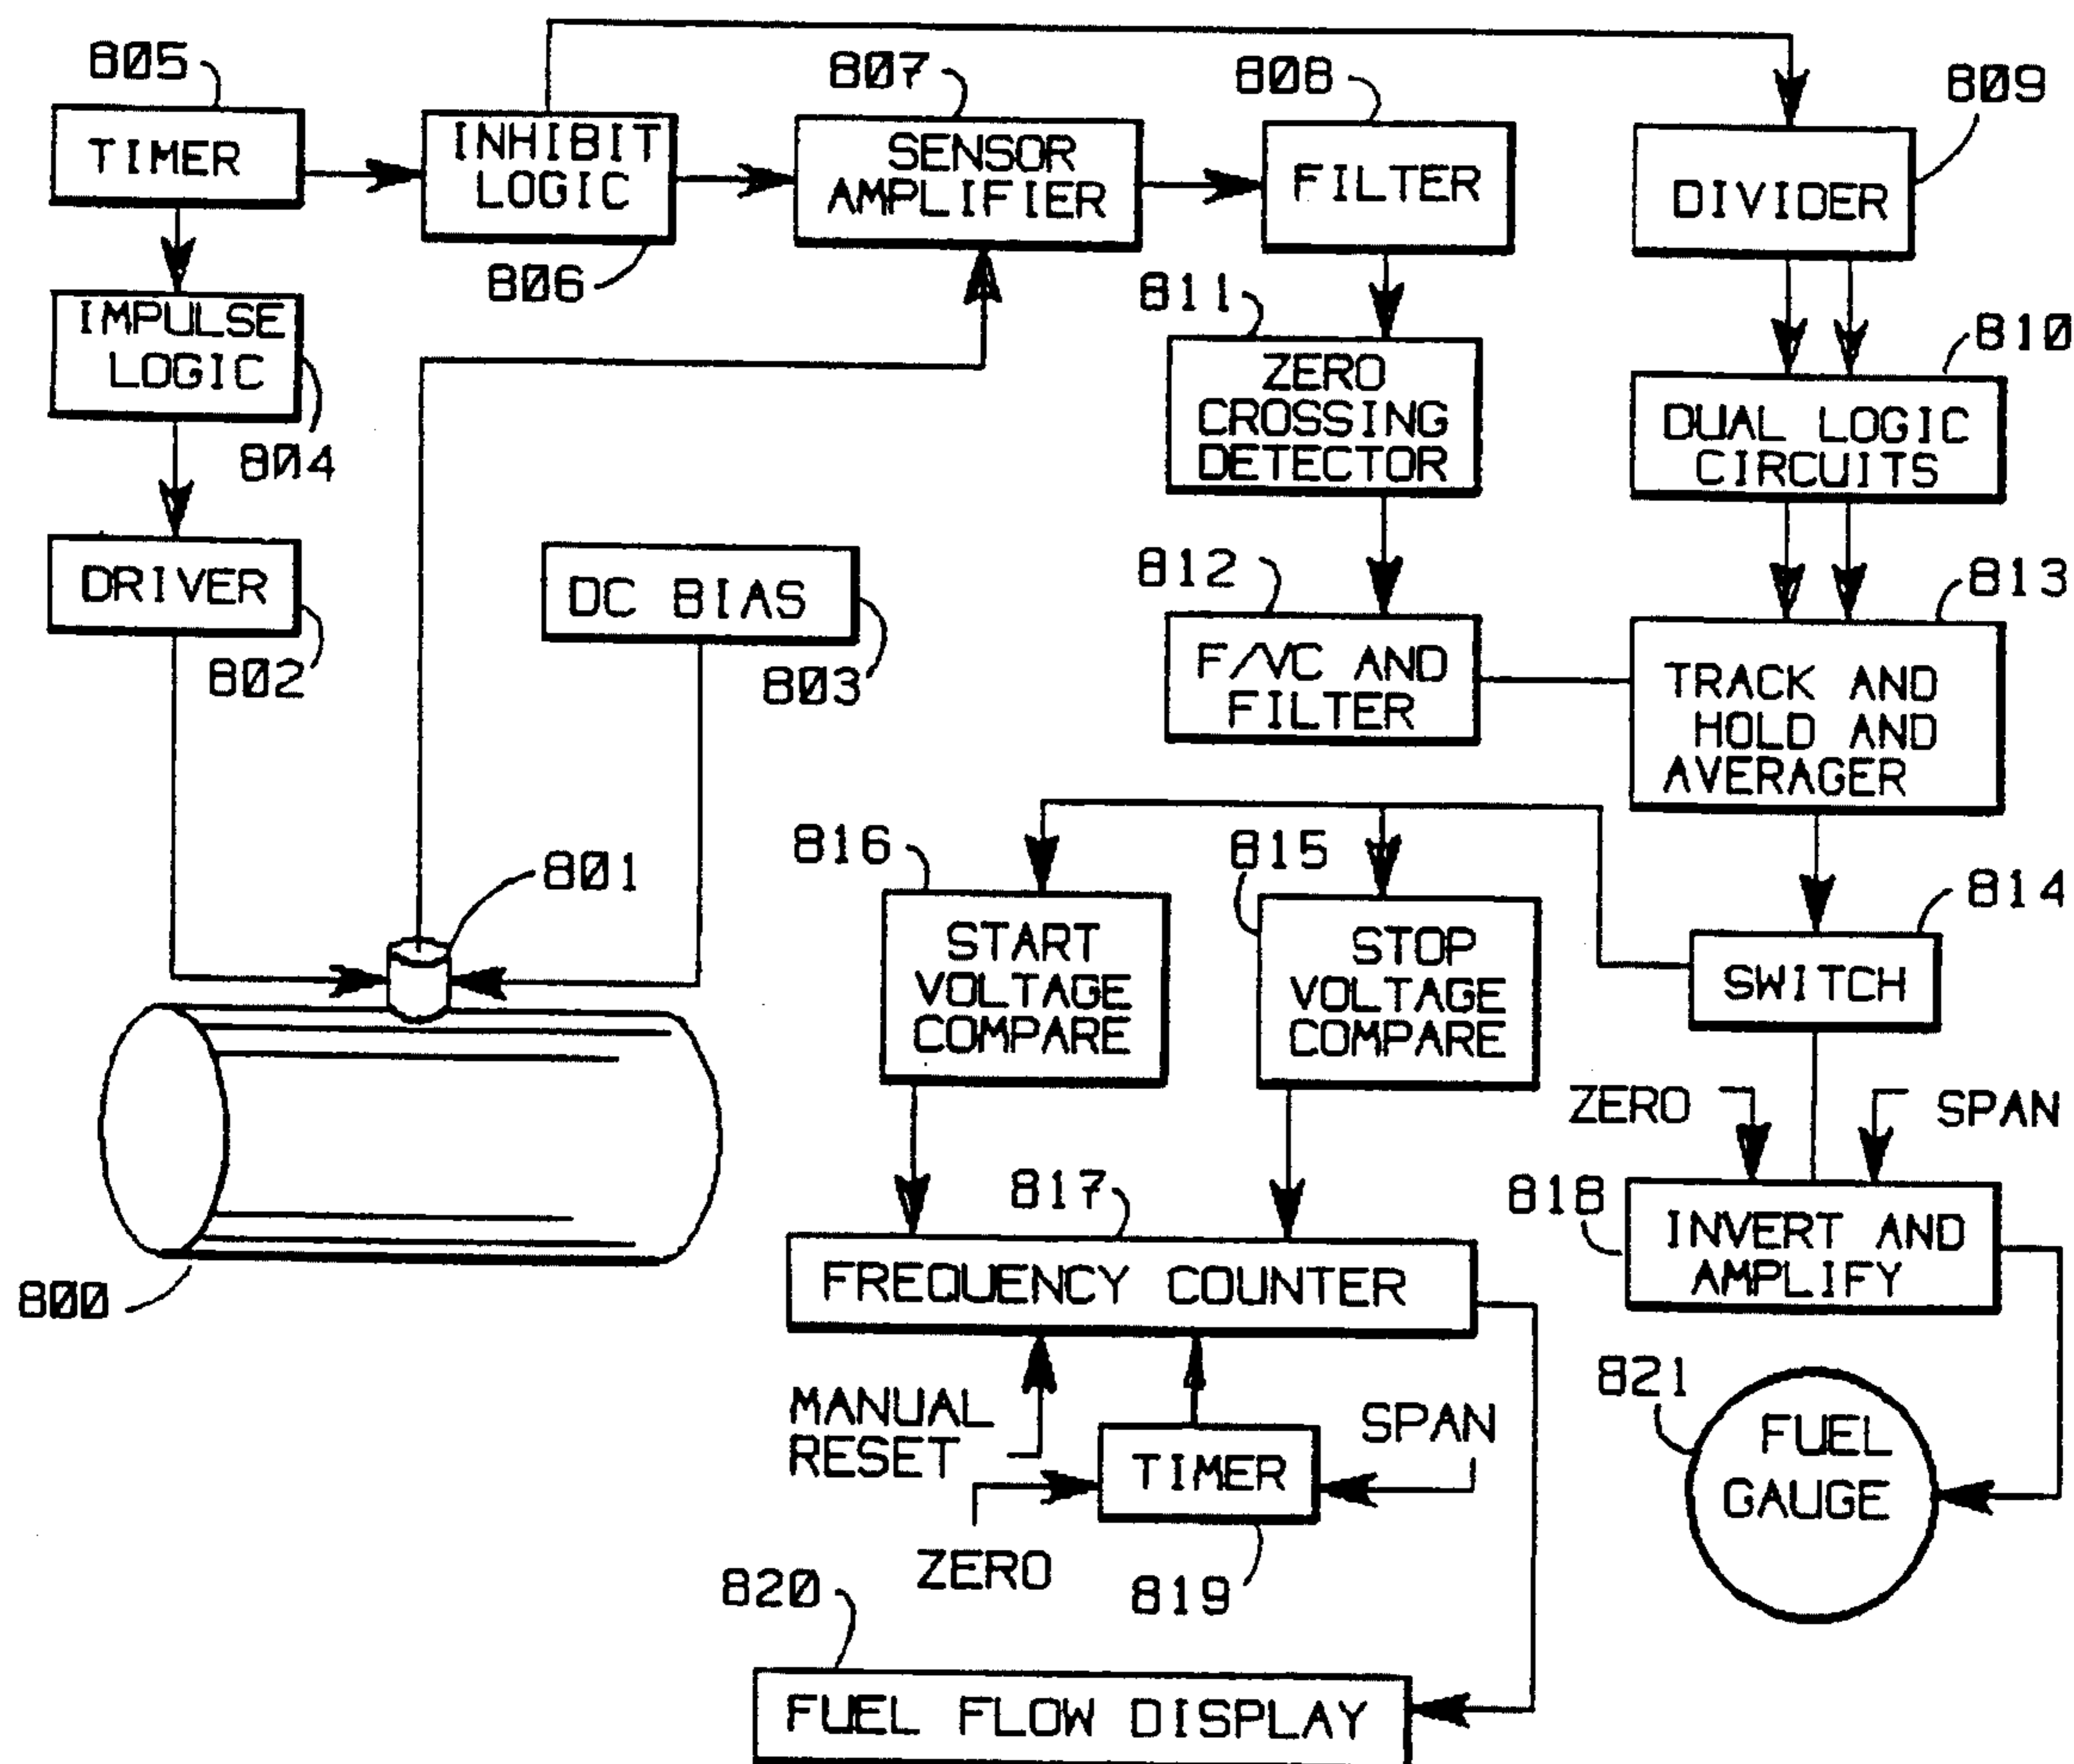 805
807
808
809
TIMER
INHIBIT
LOGIC
SENSOR
AMPLIFIER
FILTER
DIVIDER
806
811
810
IMPULSE
LOGIC
804
ZERO
CROSSING
DETECTOR
DUAL LOGIC
CIRCUITS
812
813
DRIVER
802
DC BIAS
803
F/VC AND
FILTER
TRACK AND
HOLD AND
AVERAGER
816
815
814
801
START
VOLTAGE
COMPARE
STOP
VOLTAGE
COMPARE
SWITCH
ZERO
SPAN
817
818
INVERT AND
AMPLIFY
800
FREQUENCY COUNTER
821
MANUAL
RESET
SPAN
FUEL
GAUGE
TIMER
ZERO
819
820
FUEL FLOW DISPLAY